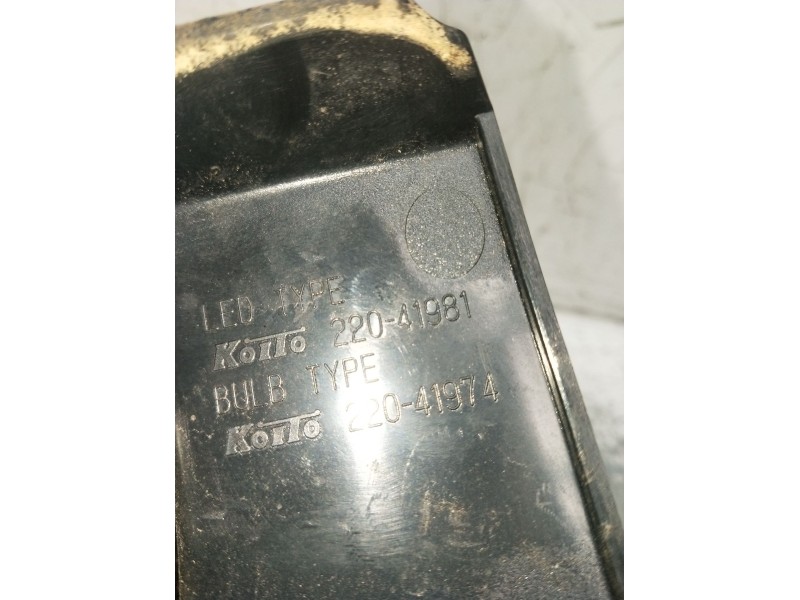 LED TYPE
KOITO 220-41981
BULB TYPE
KOITO 220-41974